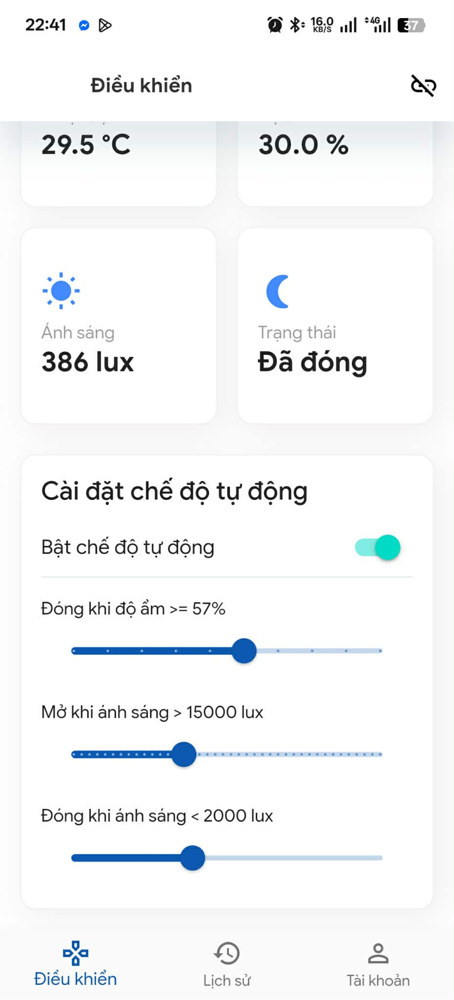 22:41
16.0 KB/S
4G
37
Điều khiển
29.5 °C
30.0 %
Ánh sáng
386 lux
Trạng thái
Đã đóng
Cài đặt chế độ tự động
Bật chế độ tự động
Đóng khi độ ẩm >= 57%
Mở khi ánh sáng > 15000 lux
Đóng khi ánh sáng < 2000 lux
Điều khiển
Lịch sử
Tài khoản